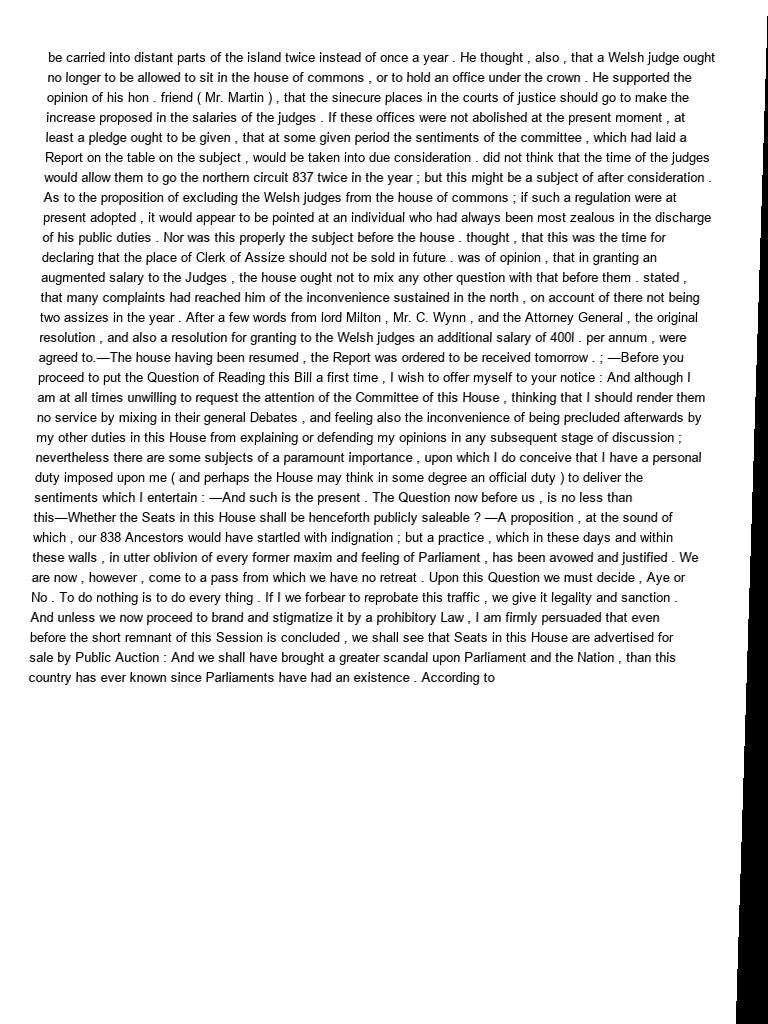 be carried into distant parts of the island twice instead of once a year . He thought , also , that a Welsh judge ought
no longer to be allowed to sit in the house of commons , or to hold an office under the crown . He supported the
opinion of his hon . friend ( Mr. Martin ) , that the sinecure places in the courts of justice should go to make the
increase proposed in the salaries of the judges . If these offices were not abolished at the present moment , at
least a pledge ought to be given , that at some given period the sentiments of the committee , which had laid a
Report on the table on the subject , would be taken into due consideration . did not think that the time of the judges
would allow them to go the northern circuit 837 twice in the year ; but this might be a subject of after consideration .
As to the proposition of excluding the Welsh judges from the house of commons ; if such a regulation were at
present adopted , it would appear to be pointed at an individual who had always been most zealous in the discharge
of his public duties . Nor was this properly the subject before the house . thought , that this was the time for
declaring that the place of Clerk of Assize should not be sold in future . was of opinion , that in granting an
augmented salary to the Judges , the house ought not to mix any other question with that before them . stated ,
that many complaints had reached him of the inconvenience sustained in the north , on account of there not being
two assizes in the year . After a few words from lord Milton , Mr. C. Wynn , and the Attorney General , the original
resolution , and also a resolution for granting to the Welsh judges an additional salary of 400l . per annum , were
agreed to.—The house having been resumed , the Report was ordered to be received tomorrow . ; —Before you
proceed to put the Question of Reading this Bill a first time , I wish to offer myself to your notice : And although I
am at all times unwilling to request the attention of the Committee of this House , thinking that I should render them
no service by mixing in their general Debates , and feeling also the inconvenience of being precluded afterwards by
my other duties in this House from explaining or defending my opinions in any subsequent stage of discussion ;
nevertheless there are some subjects of a paramount importance , upon which I do conceive that I have a personal
duty imposed upon me ( and perhaps the House may think in some degree an official duty ) to deliver the
sentiments which I entertain : —And such is the present . The Question now before us , is no less than
this—Whether the Seats in this House shall be henceforth publicly saleable ? —A proposition , at the sound of
which , our 838 Ancestors would have startled with indignation ; but a practice , which in these days and within
these walls , in utter oblivion of every former maxim and feeling of Parliament , has been avowed and justified . We
are now , however , come to a pass from which we have no retreat . Upon this Question we must decide , Aye or
No . To do nothing is to do every thing . If I we forbear to reprobate this traffic , we give it legality and sanction .
And unless we now proceed to brand and stigmatize it by a prohibitory Law , I am firmly persuaded that even
before the short remnant of this Session is concluded , we shall see that Seats in this House are advertised for
sale by Public Auction : And we shall have brought a greater scandal upon Parliament and the Nation , than this
country has ever known since Parliaments have had an existence . According to